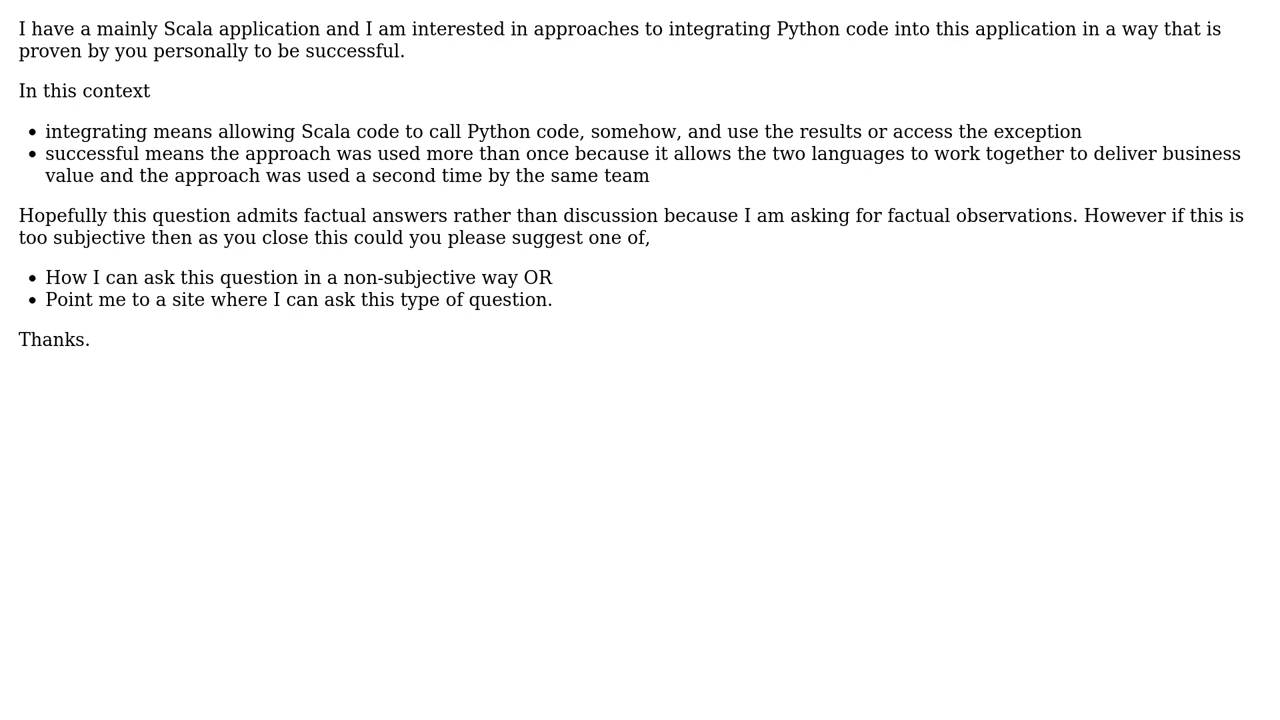 I have a mainly Scala application and I am interested in approaches to integrating Python code into this application in a way that is
proven by you personally to be successful.
In this context
• integrating means allowing Scala code to call Python code, somehow, and use the results or access the exception
• successful means the approach was used more than once because it allows the two languages to work together to deliver business
value and the approach was used a second time by the same team
Hopefully this question admits factual answers rather than discussion because I am asking for factual observations. However if this is
too subjective then as you close this could you please suggest one of,
• How I can ask this question in a non-subjective way OR
• Point me to a site where I can ask this type of question.
Thanks.